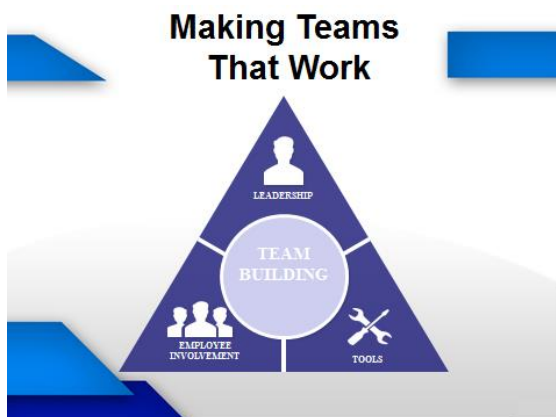 Making Teams
That Work
LEADERSHIP
TEAM
BUILDING
EMPLOYEE
INVOLVEMENT
TOOLS